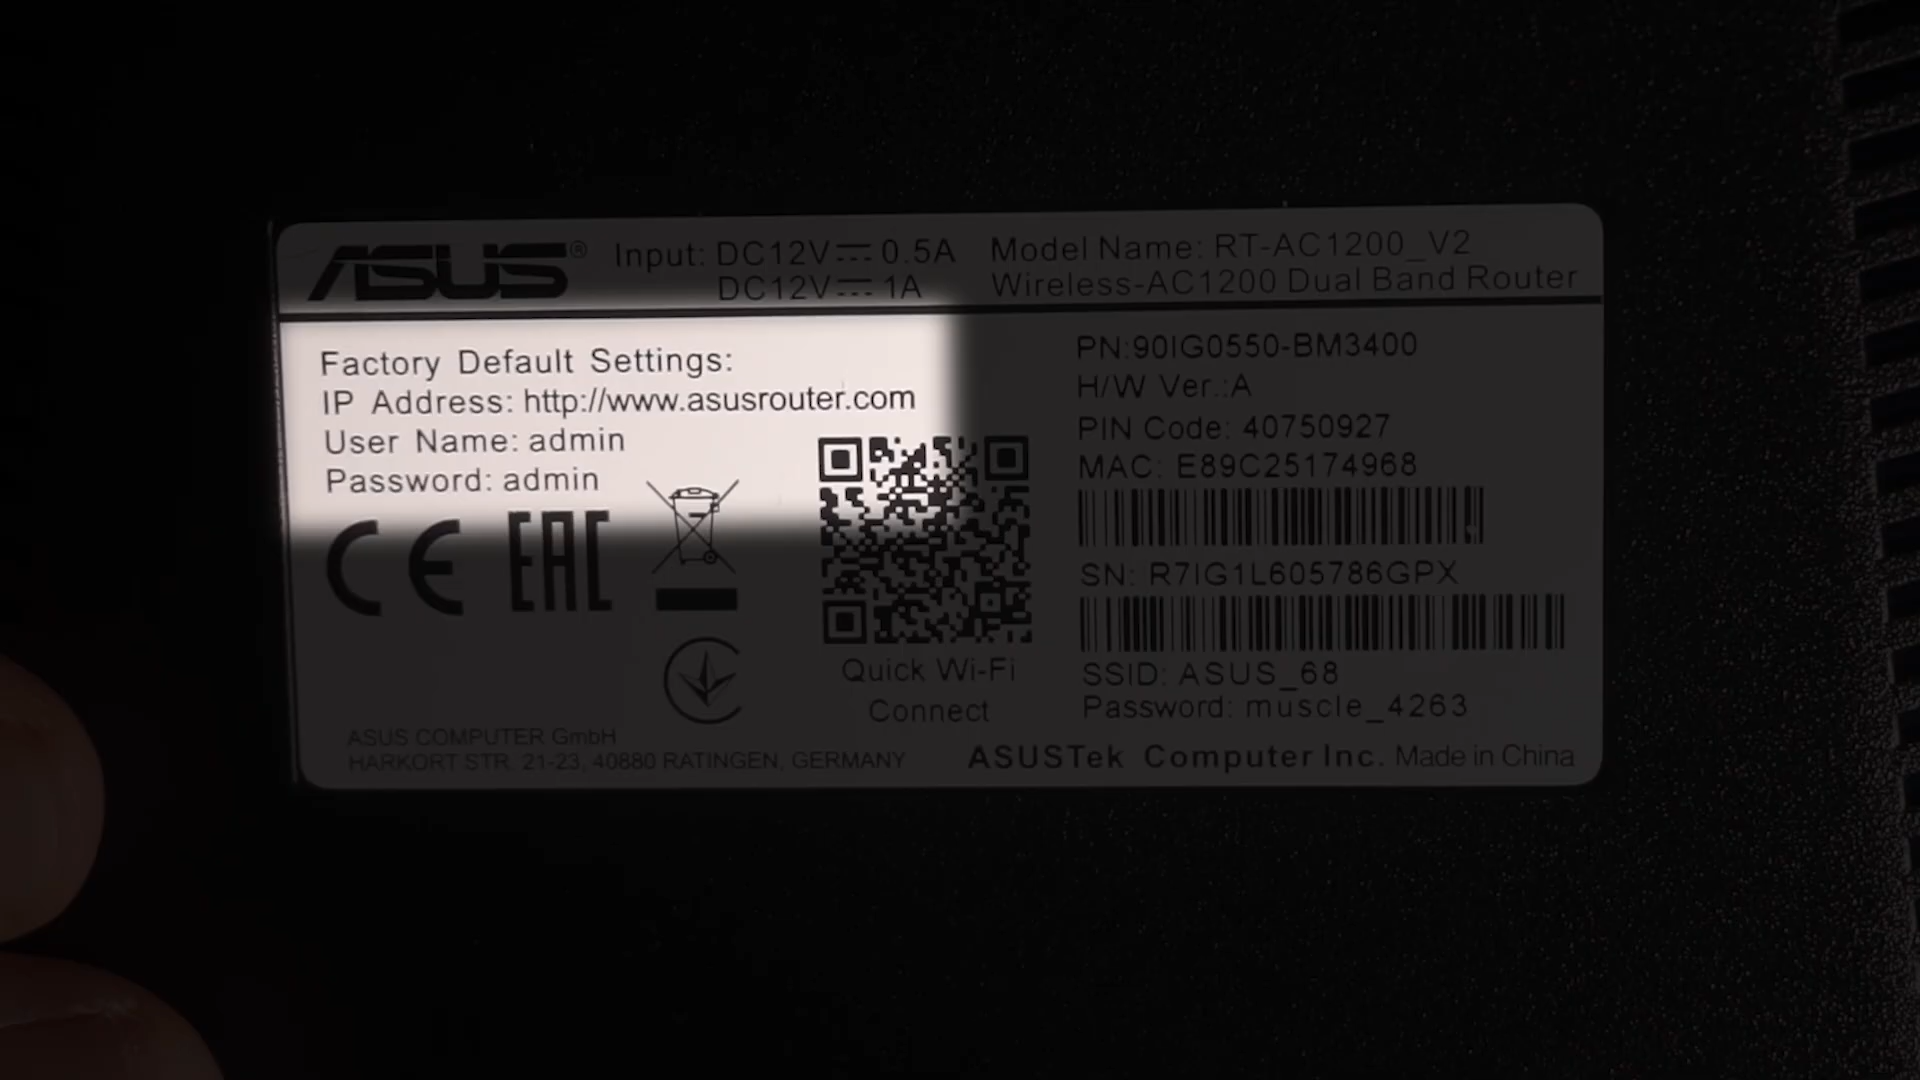 ASUS® Input: DC12V⎓0.5A
DC12V⎓1A
Model Name: RT-AC1200_V2
Wireless-AC1200 Dual Band Router
Factory Default Settings:
IP Address: http://www.asusrouter.com
User Name: admin
Password: admin
CE EAC
Quick Wi-Fi
Connect
PN:90IG0550-BM3400
H/W Ver.:A
PIN Code: 40750927
MAC: E89C25174968
SN: R7IG1L605786GPX
SSID: ASUS_68
Password: muscle_4263
ASUS COMPUTER GmbH
HARKORT STR. 21-23, 40880 RATINGEN, GERMANY
ASUSTek Computer Inc. Made in China